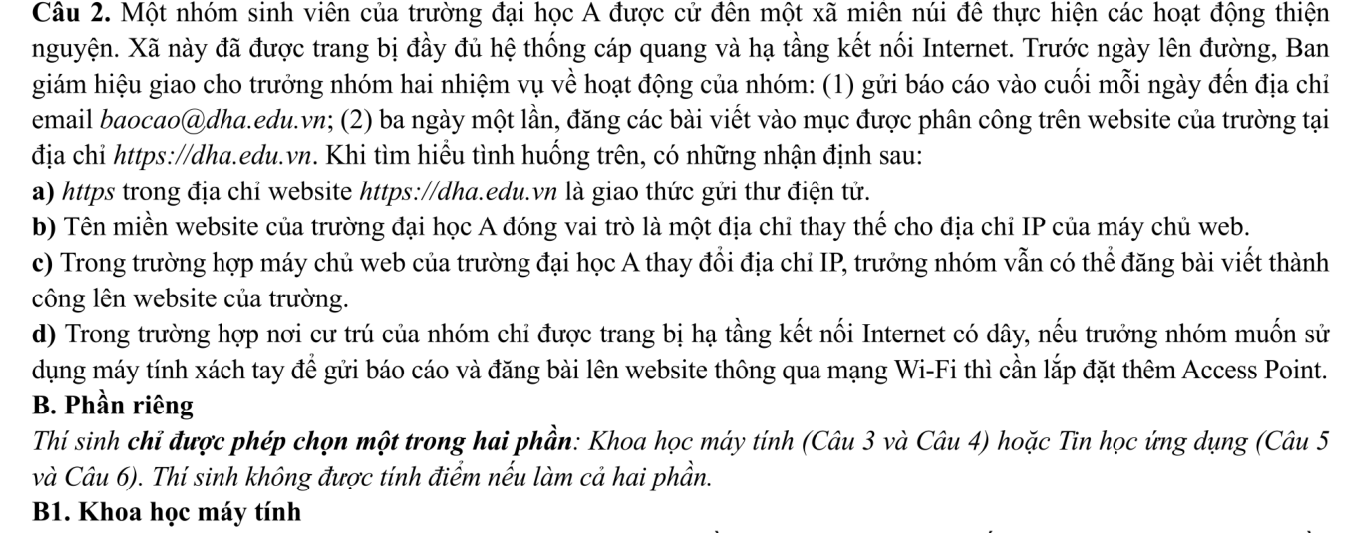 Câu 2. Một nhóm sinh viên của trường đại học A được cử đến một xã miền núi để thực hiện các hoạt động thiện
nguyện. Xã này đã được trang bị đầy đủ hệ thống cáp quang và hạ tầng kết nối Internet. Trước ngày lên đường, Ban
giám hiệu giao cho trưởng nhóm hai nhiệm vụ về hoạt động của nhóm: (1) gửi báo cáo vào cuối mỗi ngày đến địa chỉ
email baocao@dha.edu.vn; (2) ba ngày một lần, đăng các bài viết vào mục được phân công trên website của trường tại
địa chỉ https://dha.edu.vn. Khi tìm hiểu tình huống trên, có những nhận định sau:
a) https trong địa chỉ website https://dha.edu.vn là giao thức gửi thư điện tử.
b) Tên miền website của trường đại học A đóng vai trò là một địa chỉ thay thế cho địa chỉ IP của máy chủ web.
c) Trong trường hợp máy chủ web của trường đại học A thay đổi địa chỉ IP, trưởng nhóm vẫn có thể đăng bài viết thành
công lên website của trường.
d) Trong trường hợp nơi cư trú của nhóm chỉ được trang bị hạ tầng kết nối Internet có dây, nếu trưởng nhóm muốn sử
dụng máy tính xách tay để gửi báo cáo và đăng bài lên website thông qua mạng Wi-Fi thì cần lắp đặt thêm Access Point.
B. Phần riêng
Thí sinh chỉ được phép chọn một trong hai phần: Khoa học máy tính (Câu 3 và Câu 4) hoặc Tin học ứng dụng (Câu 5
và Câu 6). Thí sinh không được tính điểm nếu làm cả hai phần.
B1. Khoa học máy tính